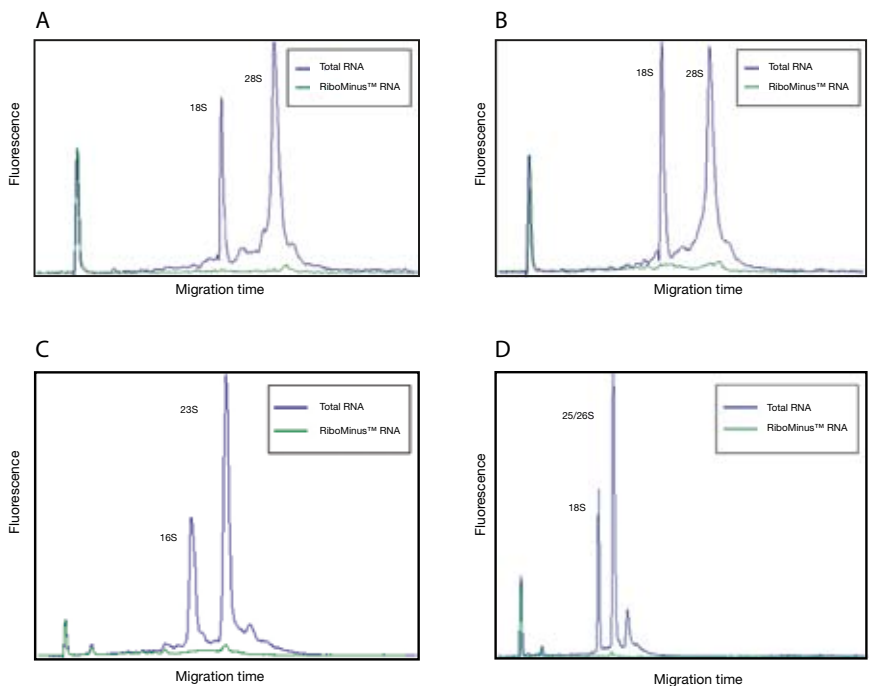 A
Fluorescence
18S
28S
Total RNA
RiboMinus™ RNA
Migration time
B
Fluorescence
18S
28S
Total RNA
RiboMinus™ RNA
Migration time
C
Fluorescence
16S
23S
Total RNA
RiboMinus™ RNA
Migration time
D
Fluorescence
18S
25/26S
Total RNA
RiboMinus™ RNA
Migration time